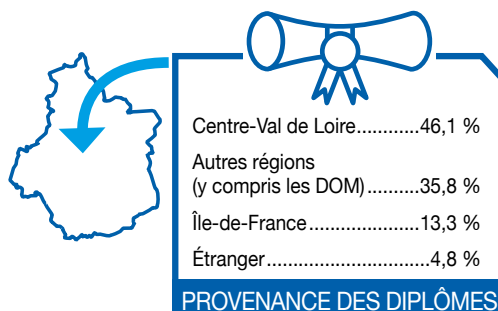 Centre-Val de Loire............46,1 %
Autres régions
(y compris les DOM)..........35,8 %
Île-de-France.....................13,3 %
Étranger...............................4,8 %
PROVENANCE DES DIPLÔMES